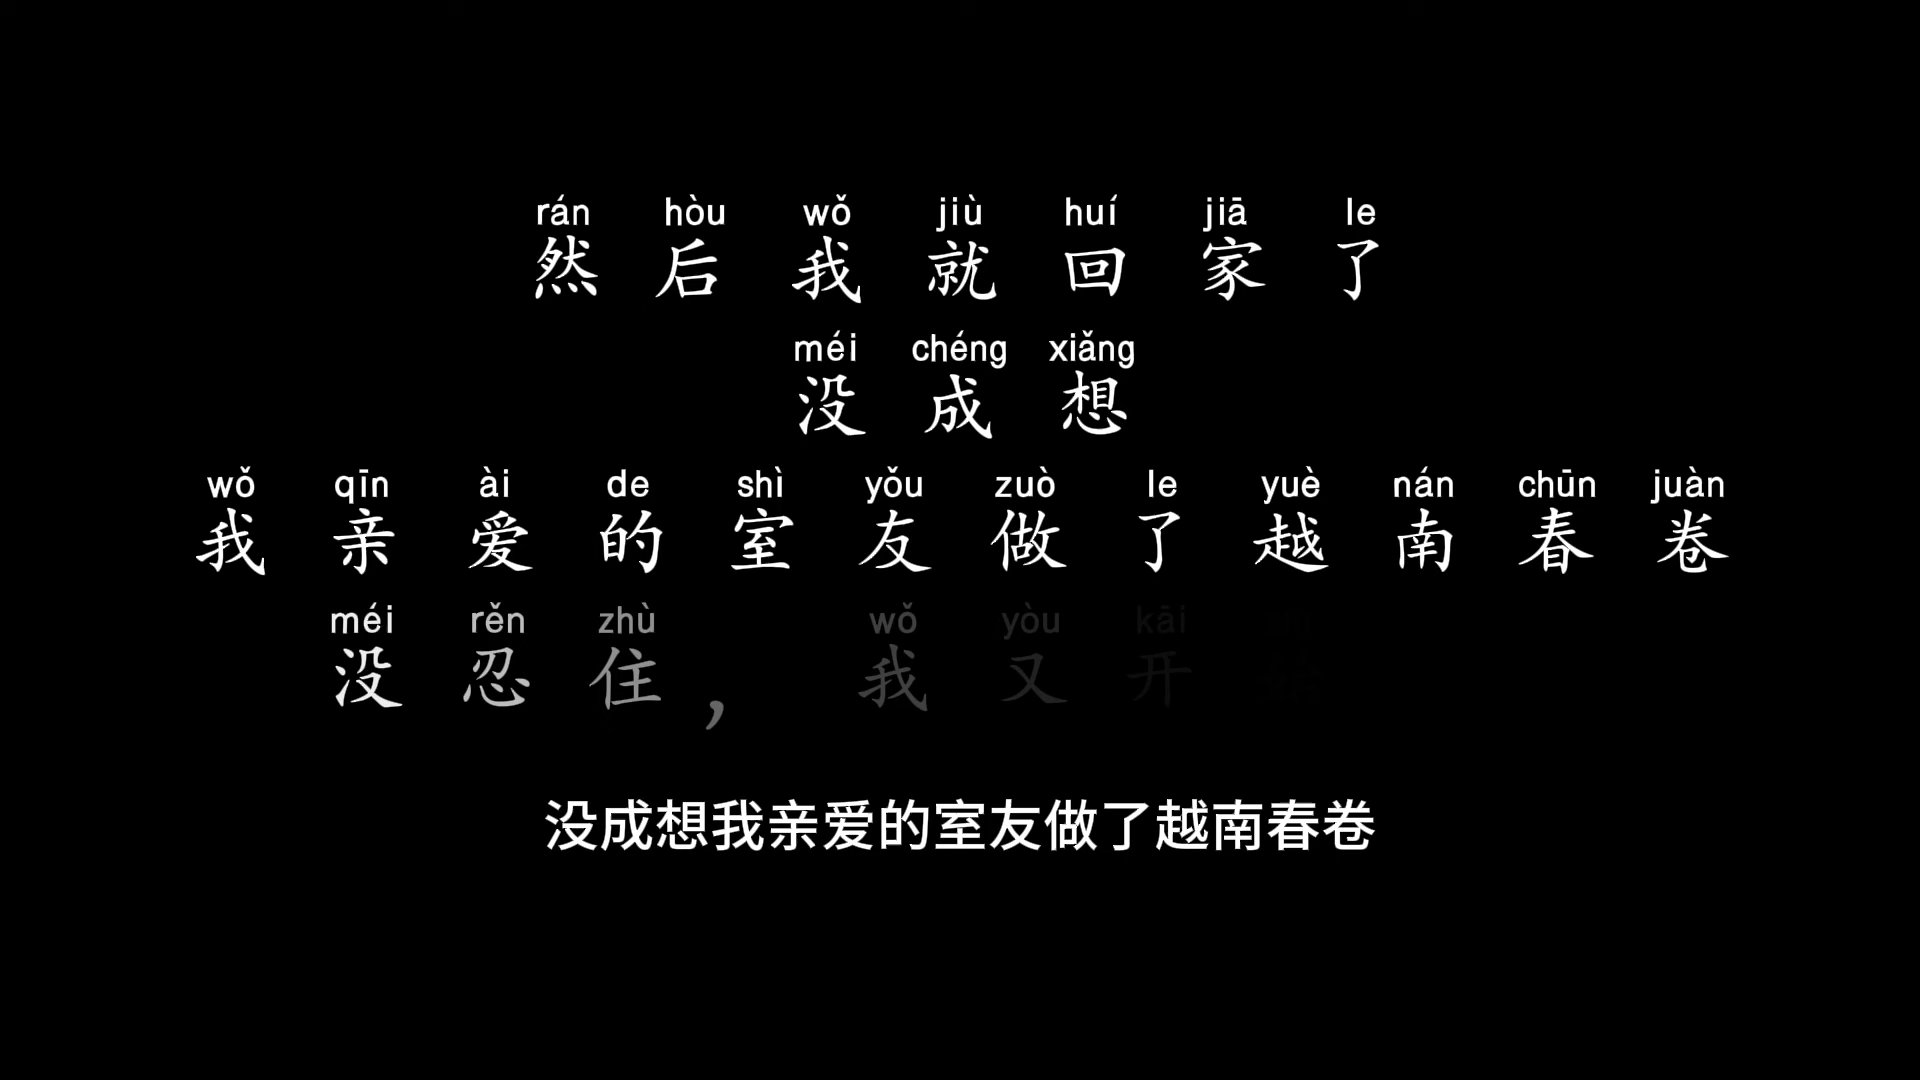 rán hòu wǒ jiù huí jiā le
然后我就回家了
méi chéng xiǎng
没成想
wǒ qīn ài de shì yǒu zuò le yuè nán chūn juàn
我亲爱的室友做了越南春卷
méi rěn zhù wǒ yòu kāi shǐ
没忍住，我又开始
没成想我亲爱的室友做了越南春卷